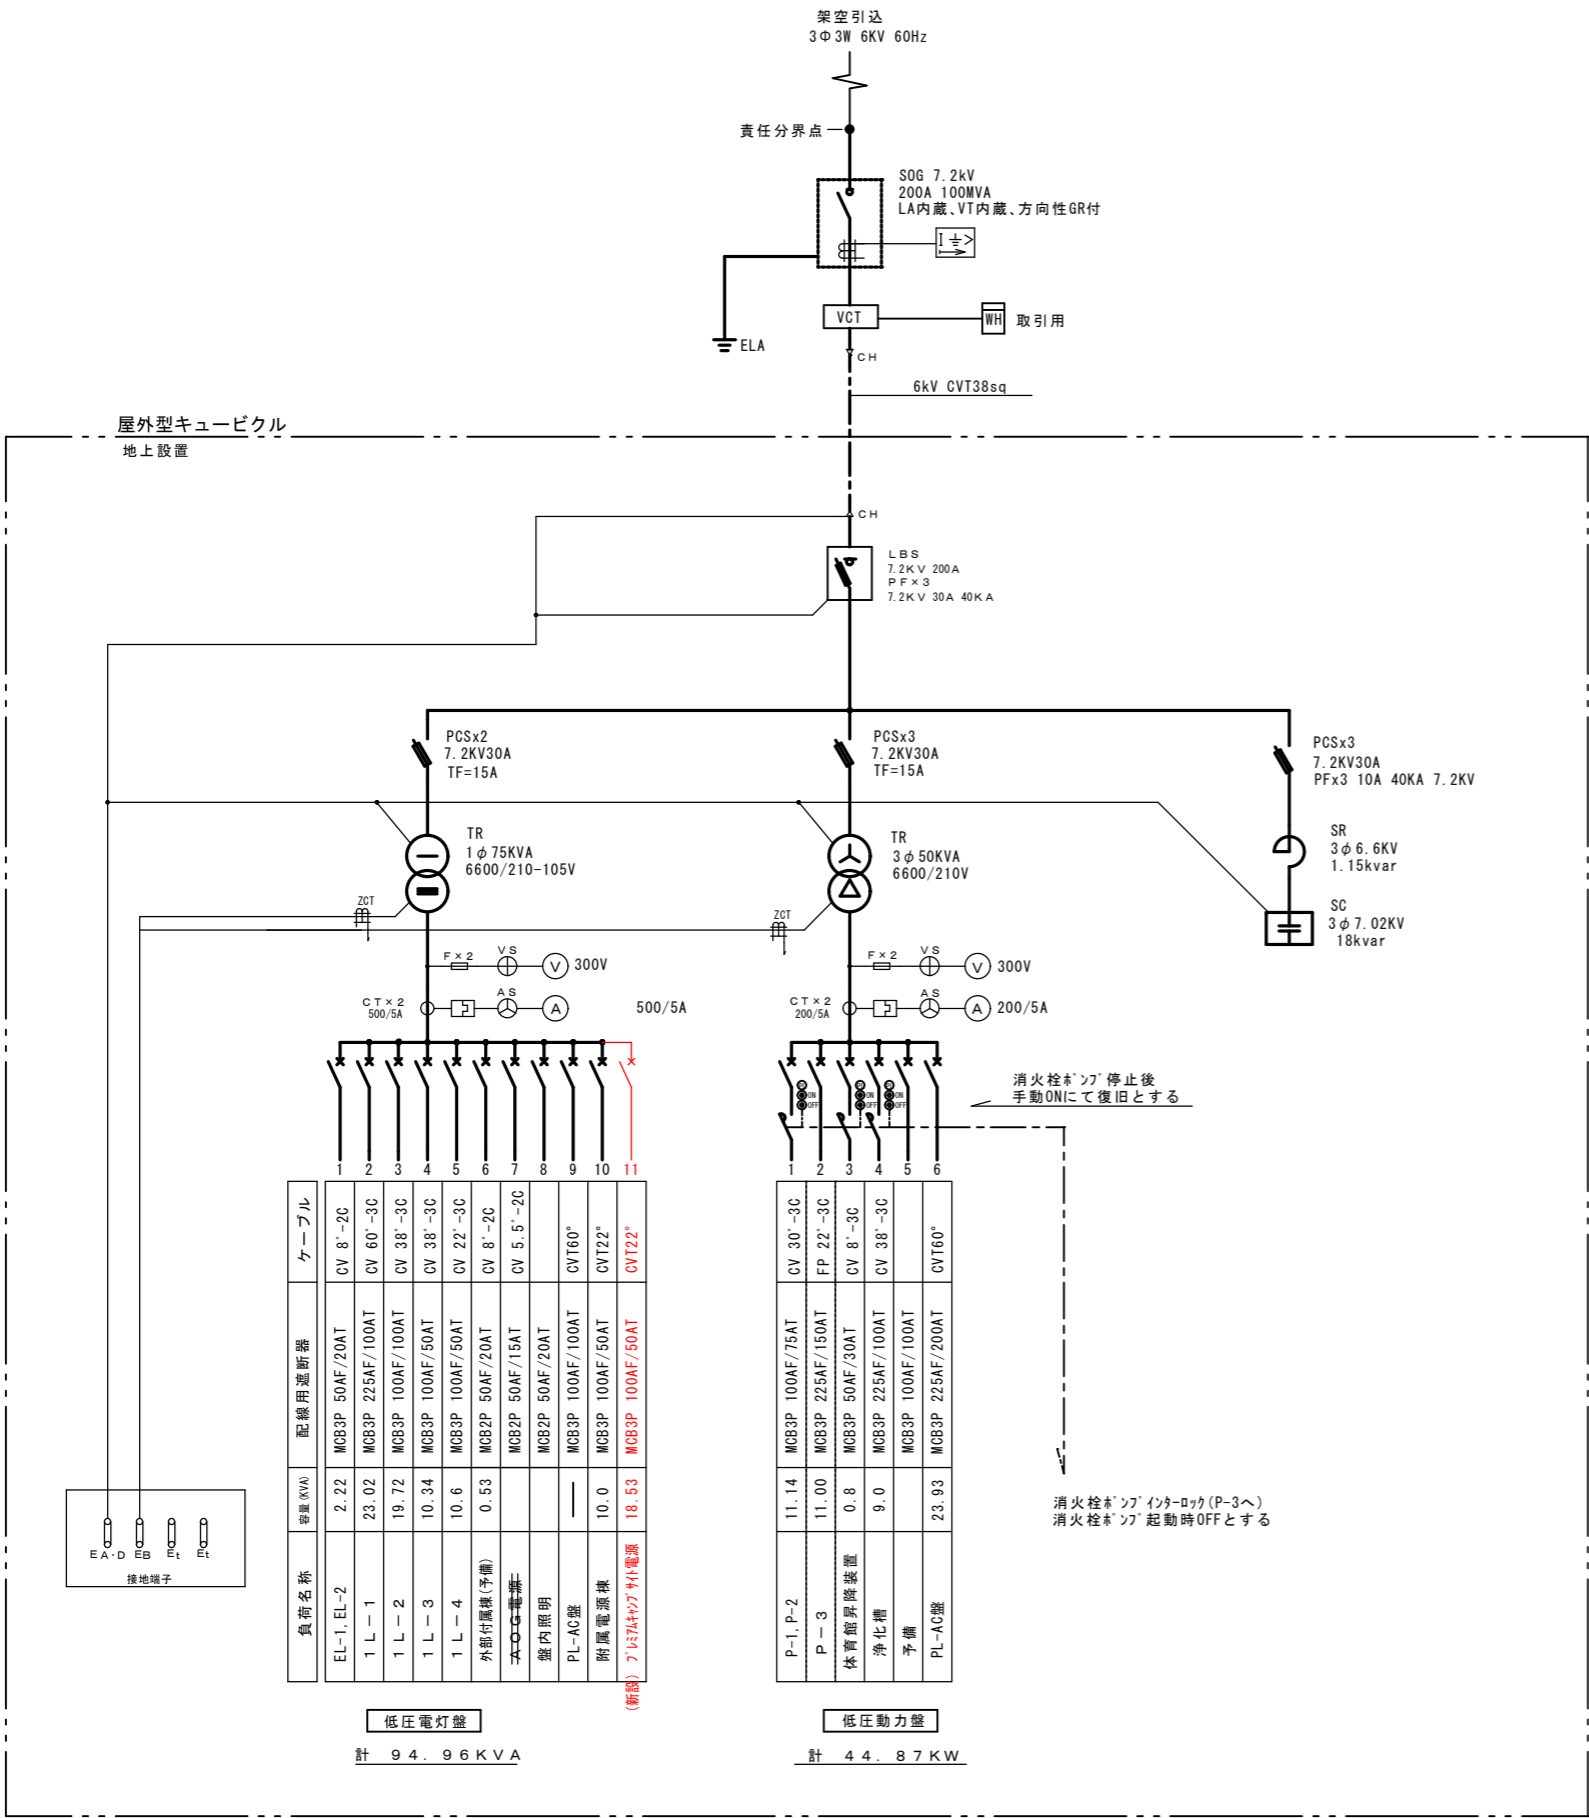 架空引込
3Φ3W 6KV 60Hz
責任分界点
SOG 7.2kV
200A 100MVA
LA内蔵、VT内蔵、方向性GR付
I >
VCT
WH
取引用
ELA
CH
6kV CVT38sq
屋外型キュービクル
地上設置
CH
LBS
7.2KV 200A
PF×3
7.2KV 30A 40KA
PCSx2
7.2KV30A
TF=15A
PCSx3
7.2KV30A
TF=15A
PCSx3
7.2KV30A
PFx3 10A 40KA 7.2KV
TR
1φ75KVA
6600/210-105V
TR
3φ50KVA
6600/210V
SR
3φ6.6KV
1.15kvar
SC
3φ7.02KV
18kvar
ZCT
ZCT
F×2
VS
V
300V
CT×2
500/5A
AS
A
500/5A
F×2
VS
V
300V
CT×2
200/5A
AS
A
200/5A
ON
OFF
ON
OFF
ON
OFF
消火栓ポンプ停止後
手動ONにて復旧とする
1 2 3 4 5 6 7 8 9 10 11
ケーブル
CV 8゜-2C
CV 60゜-3C
CV 38゜-3C
CV 38゜-3C
CV 22゜-3C
CV 8゜-2C
CV 5.5゜-2C
CVT60°
CVT22°
CVT22°
配線用遮断器
MCB3P 50AF/20AT
MCB3P 225AF/100AT
MCB3P 100AF/100AT
MCB3P 100AF/50AT
MCB3P 100AF/50AT
MCB2P 50AF/20AT
MCB2P 50AF/15AT
MCB2P 50AF/20AT
MCB3P 100AF/100AT
MCB3P 100AF/50AT
MCB3P 100AF/50AT
容量(KVA)
2.22
23.02
19.72
10.34
10.6
0.53
10.0
18.53
負荷名称
EL-1,EL-2
1L-1
1L-2
1L-3
1L-4
外部付属棟(予備)
AOG電源
盤内照明
PL-AC盤
附属電源棟
(新設) プレミアムキャンプサイト電源
低圧電灯盤
計 94.96KVA
1 2 3 4 5 6
CV 30゜-3C
FP 22゜-3C
CV 8゜-3C
CV 38゜-3C
CVT60°
MCB3P 100AF/75AT
MCB3P 225AF/150AT
MCB3P 50AF/30AT
MCB3P 225AF/100AT
MCB3P 100AF/100AT
MCB3P 225AF/200AT
11.14
11.00
0.8
9.0
23.93
P-1,P-2
P-3
体育館昇降装置
浄化槽
予備
PL-AC盤
低圧動力盤
計 44.87KW
消火栓ポンプインターロック(P-3へ)
消火栓ポンプ起動時OFFとする
EA·D EB Et Et
接地端子